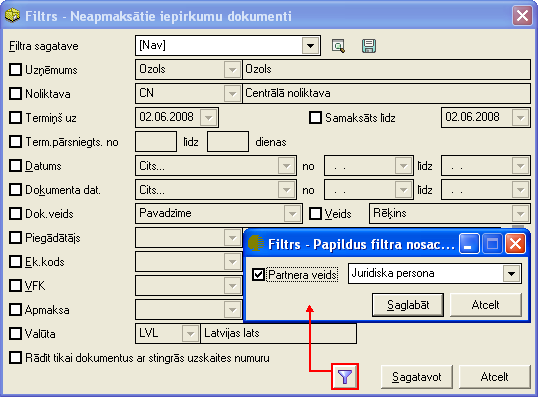 Filtrs - Neapmaksātie iepirkumu dokumenti
Filtra sagatave [Nav]
Uzņēmums Ozols Ozols
Noliktava CN Centrālā noliktava
Termiņš uz 02.06.2008 Samaksāts līdz 02.06.2008
Term.pārsniegts. no līdz dienas
Datums Cits... no . . līdz . .
Dokumenta dat. Cits... no . . līdz . .
Dok.veids Pavadzīme Veids Rēķins
Piegādātājs
Ek.kods
VFK
Apmaksa
Valūta LVL Latvijas lats
Rādīt tikai dokumentus ar stingrās uzskaites numuru
Sagatavot Atcelt
Filtrs - Papildus filtra nosac...
Partnera veids Juridiska persona
Saglabāt Atcelt